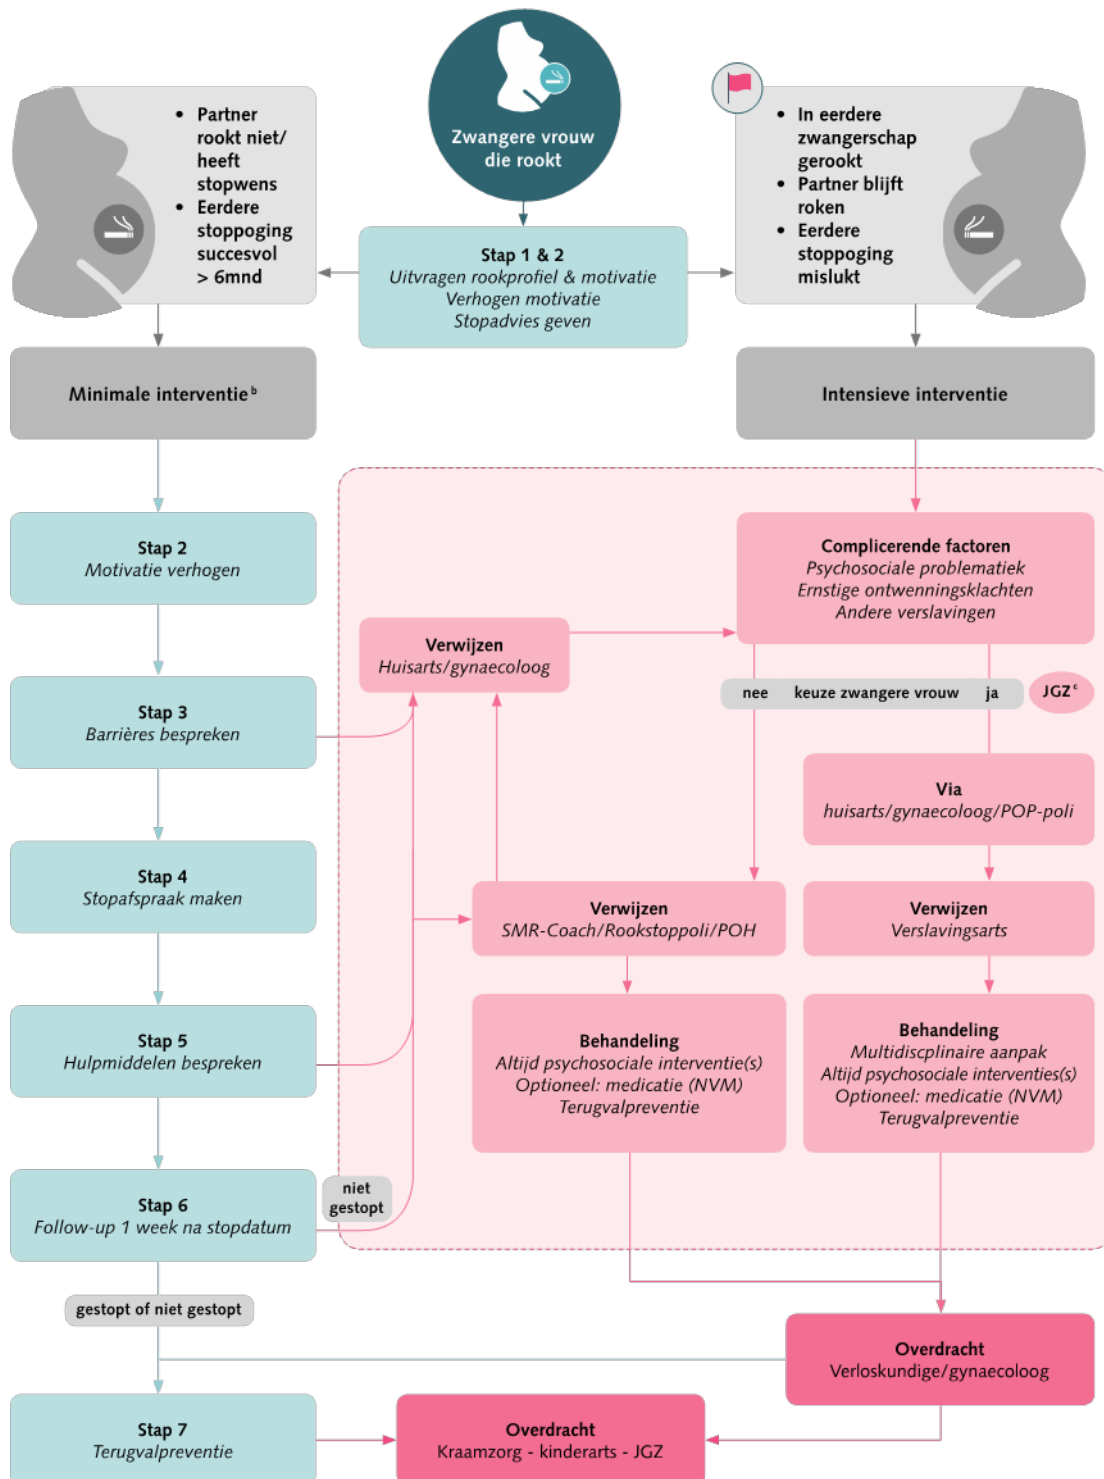 Zwangere vrouw
die rookt
• Partner
rookt niet/
heeft
stopwens
• Eerdere
stoppoging
succesvol
> 6mnd
• In eerdere
zwangerschap
gerookt
• Partner blijft
roken
• Eerdere
stoppoging
mislukt
Stap 1 & 2
Uitvragen rookprofiel & motivatie
Verhogen motivatie
Stopadvies geven
Minimale interventie b
Intensieve interventie
Stap 2
Motivatie verhogen
Complicerende factoren
Psychosociale problematiek
Ernstige ontwenningsklachten
Andere verslavingen
Verwijzen
Huisarts/gynaecoloog
nee keuze zwangere vrouw ja
JGZ c
Stap 3
Barrières bespreken
Via
huisarts/gynaecoloog/POP-poli
Stap 4
Stopafspraak maken
Verwijzen
SMR-Coach/Rookstoppoli/POH
Verwijzen
Verslavingsarts
Stap 5
Hulpmiddelen bespreken
Behandeling
Altijd psychosociale interventie(s)
Optioneel: medicatie (NVM)
Terugvalpreventie
Behandeling
Multidiscplinaire aanpak
Altijd psychosociale interventies(s)
Optioneel: medicatie (NVM)
Terugvalpreventie
Stap 6
Follow-up 1 week na stopdatum
niet
gestopt
gestopt of niet gestopt
Overdracht
Verloskundige/gynaecoloog
Stap 7
Terugvalpreventie
Overdracht
Kraamzorg - kinderarts - JGZ